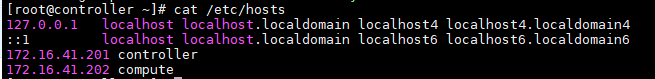 [root@controller ~]# cat /etc/hosts
127.0.0.1   localhost localhost.localdomain localhost4 localhost4.localdomain4
::1         localhost localhost.localdomain localhost6 localhost6.localdomain6
172.16.41.201 controller
172.16.41.202 compute